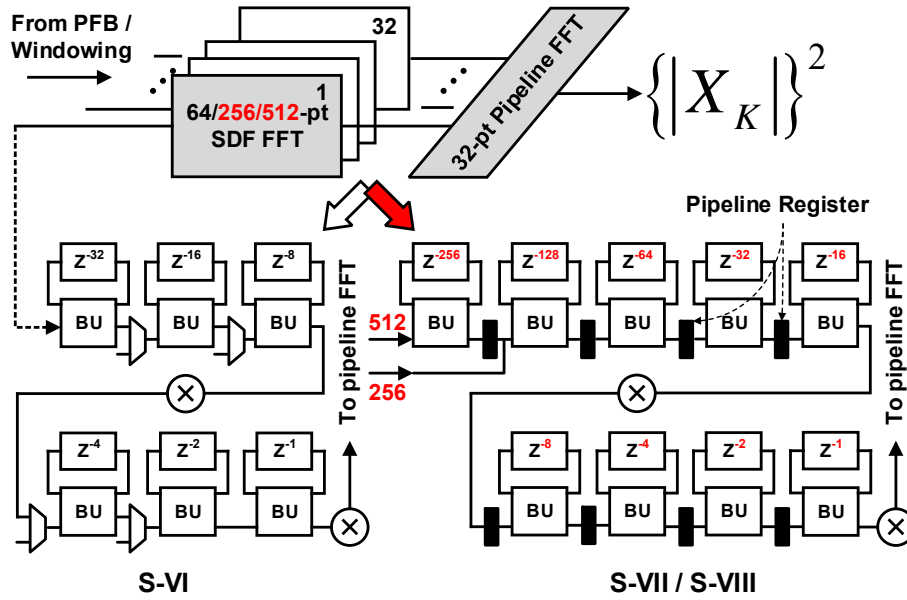 From PFB /
Windowing
32
1
64/256/512-pt
SDF FFT
32-pt Pipeline FFT
{|X_K|}^2
Pipeline Register
Z^-32 Z^-16 Z^-8
BU BU BU
Z^-4 Z^-2 Z^-1
BU BU BU
To pipeline FFT
S-VI
512
256
Z^-256 Z^-128 Z^-64 Z^-32 Z^-16
BU BU BU BU BU
Z^-8 Z^-4 Z^-2 Z^-1
BU BU BU BU
To pipeline FFT
S-VII / S-VIII